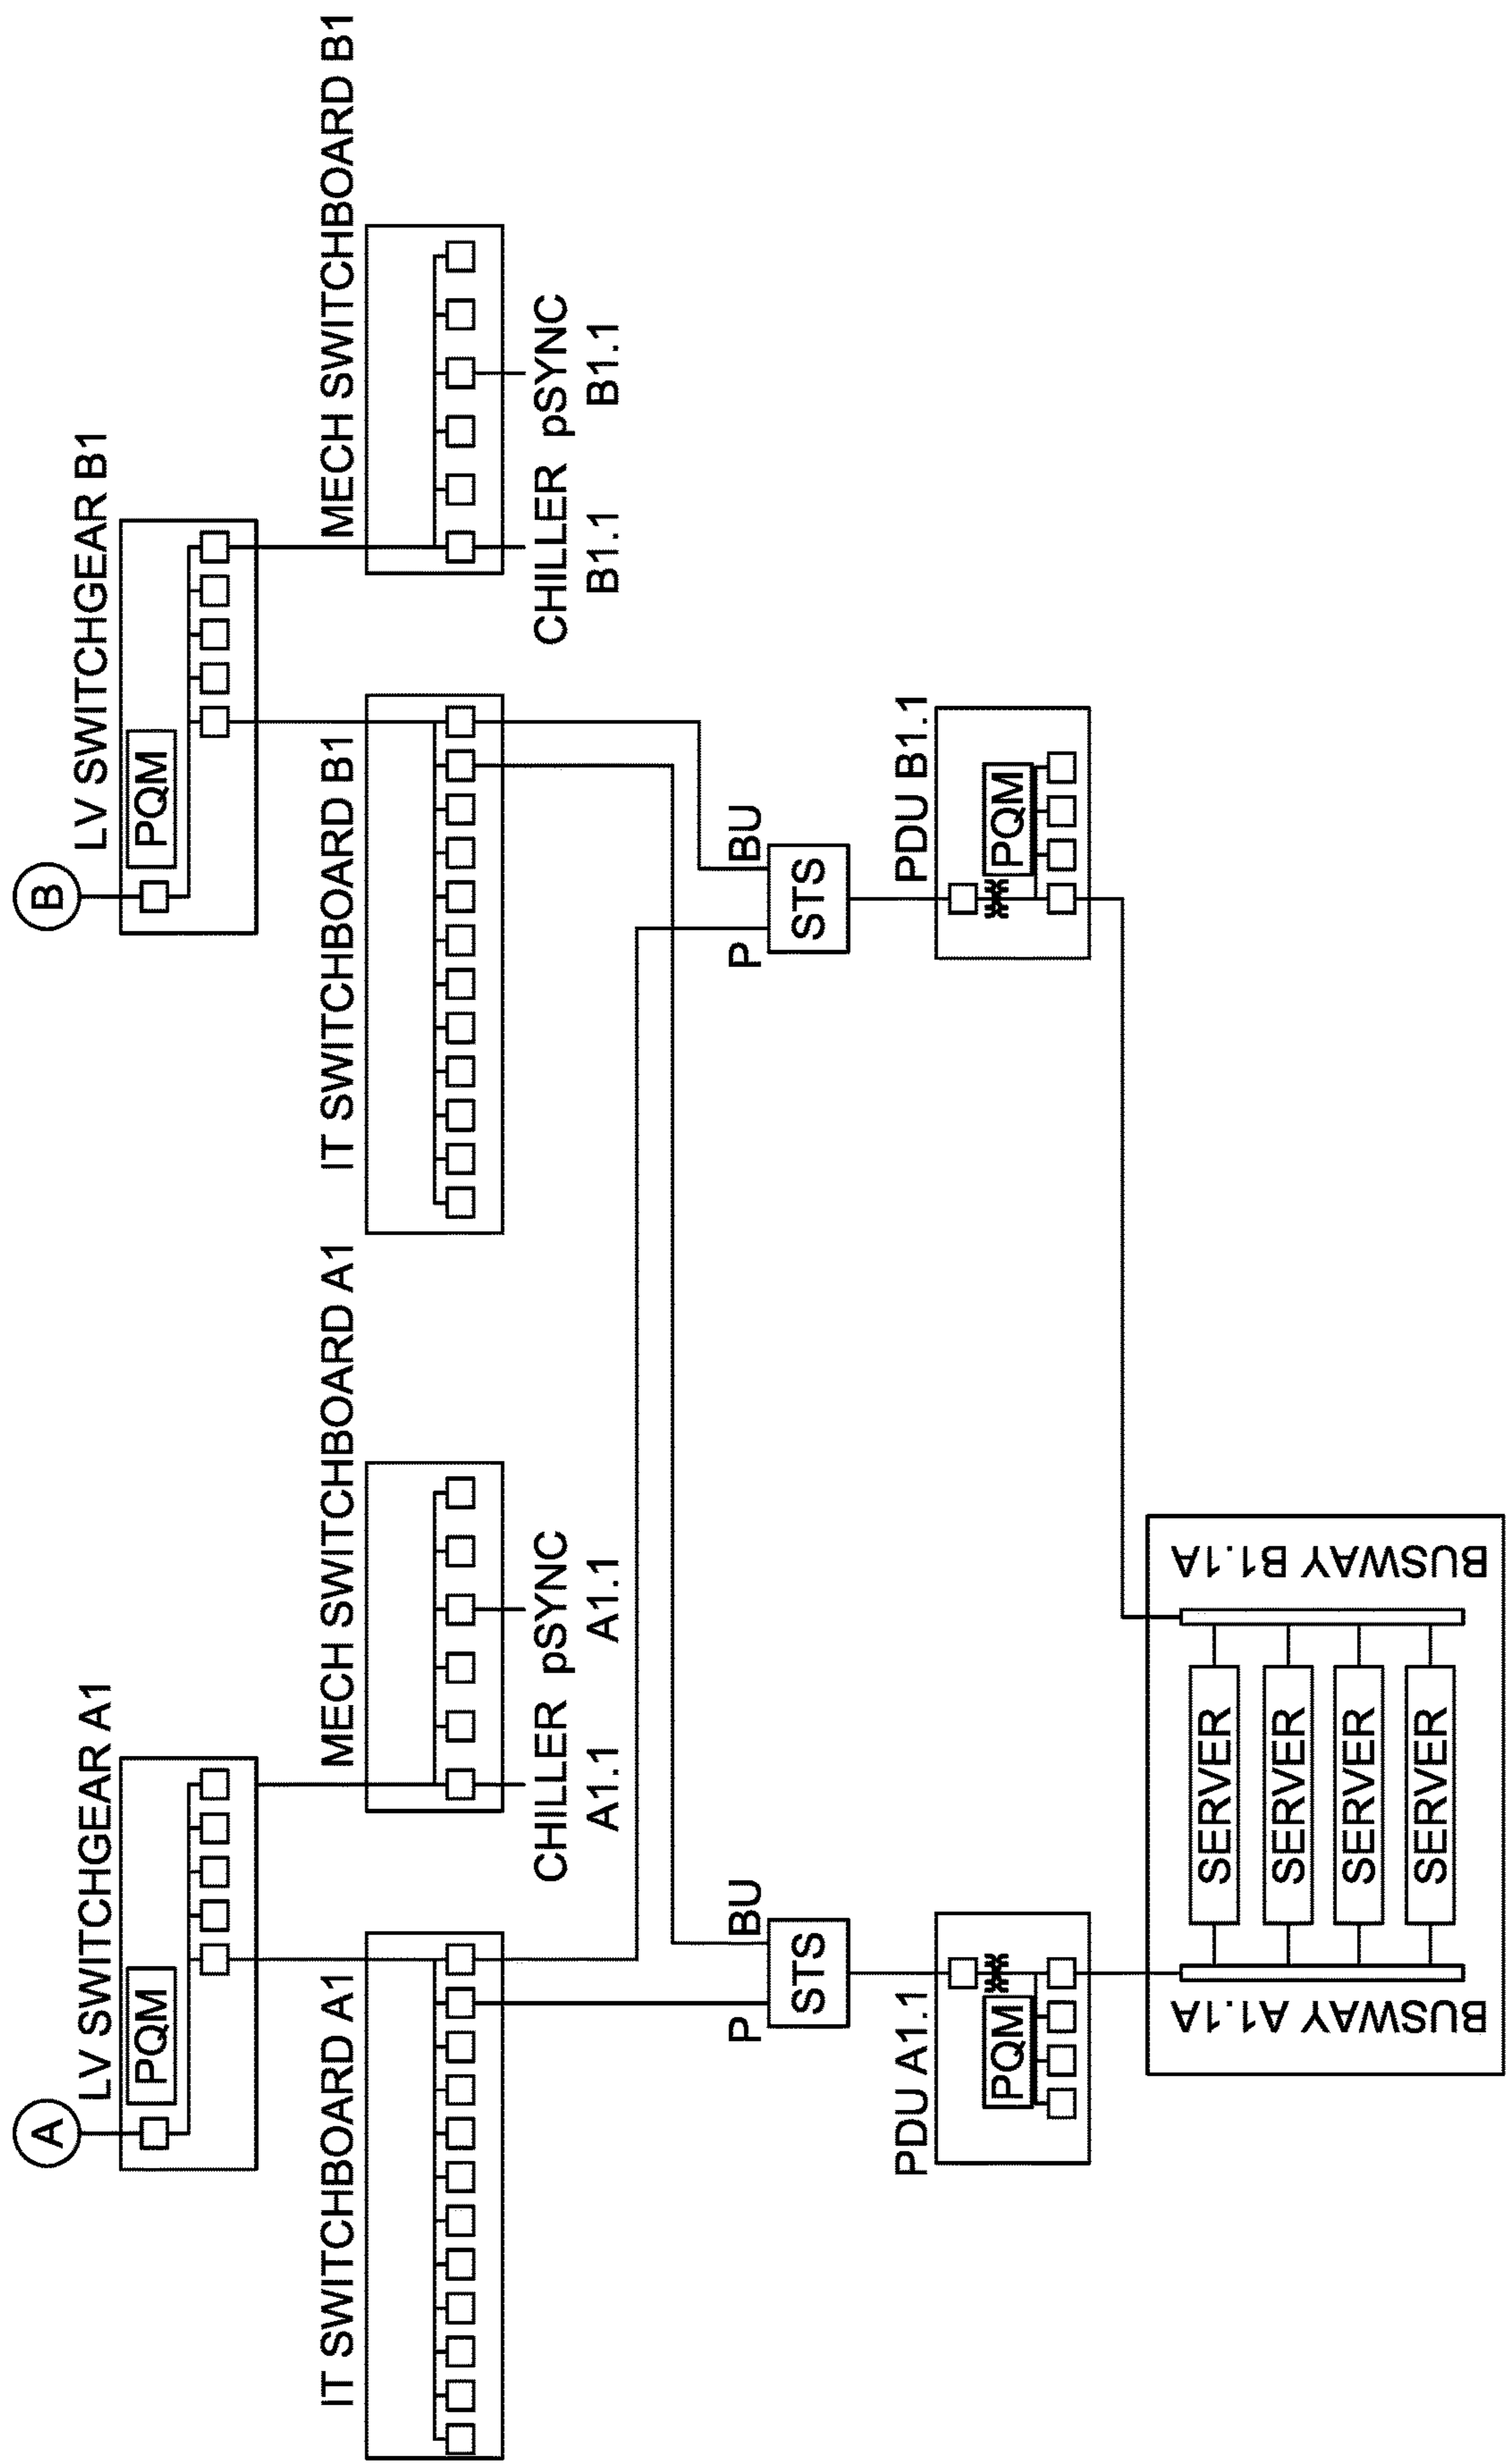 A
B
LV SWITCHGEAR A1
LV SWITCHGEAR B1
PQM
PQM
IT SWITCHBOARD A1
MECH SWITCHBOARD A1
IT SWITCHBOARD B1
MECH SWITCHBOARD B1
CHILLER pSYNC
A1.1 A1.1
CHILLER pSYNC
B1.1 B1.1
P
BU
P
BU
STS
STS
PDU A1.1
PDU B1.1
PQM
PQM
BUSWAY A1.1A
BUSWAY B1.1A
SERVER
SERVER
SERVER
SERVER